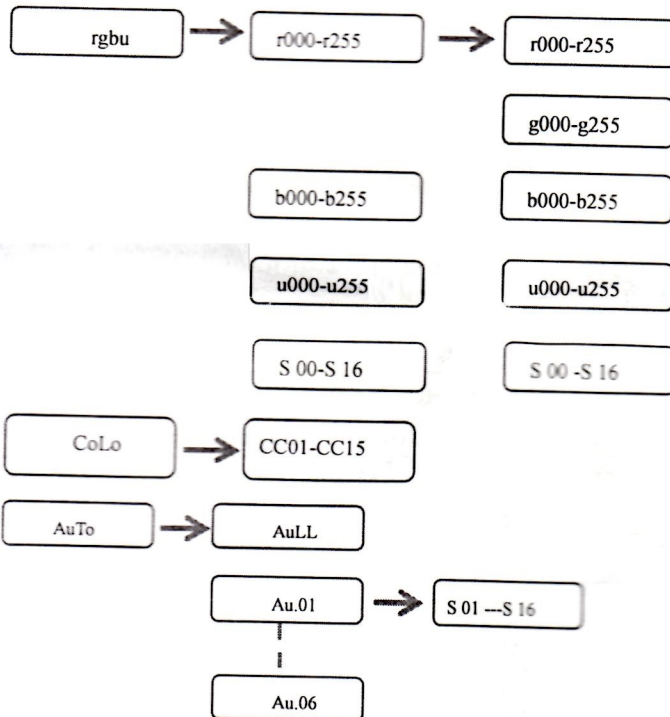 rgbu r000-r255 r000-r255
g000-g255
b000-b255 b000-b255
u000-u255 u000-u255
S 00-S 16 S 00 -S 16
CoLo CC01-CC15
AuTo AuLL
Au.01 S 01 ---S 16
Au.06